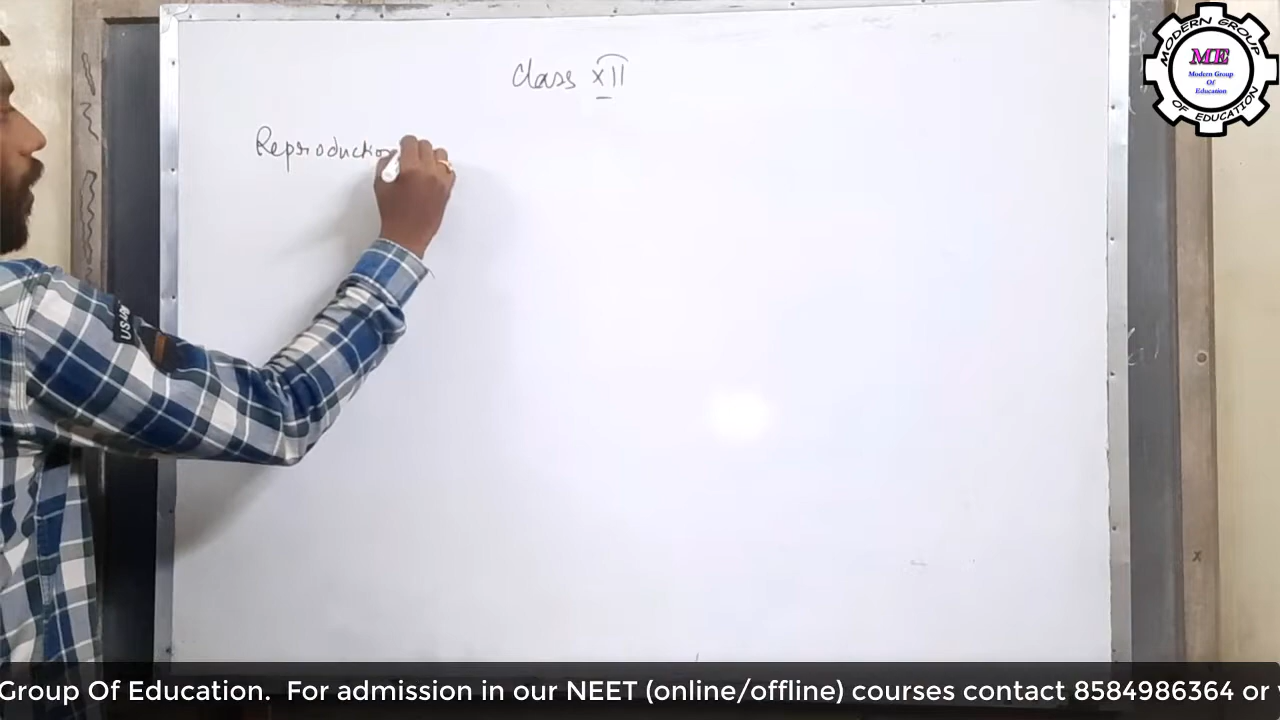 Class XII
Reproduction
MODERN GROUP
ME
Modern Group
Of
Education
OF EDUCATION
USA
Group Of Education. For admission in our NEET (online/offline) courses contact 8584986364 or